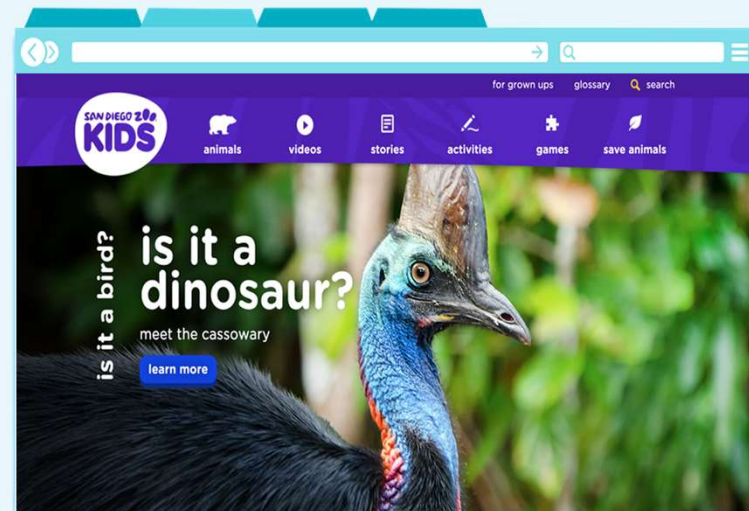 for grown ups glossary search
SAN DIEGO ZOO
KIDS
animals videos stories activities games save animals
is it a bird?
is it a
dinosaur?
meet the cassowary
learn more